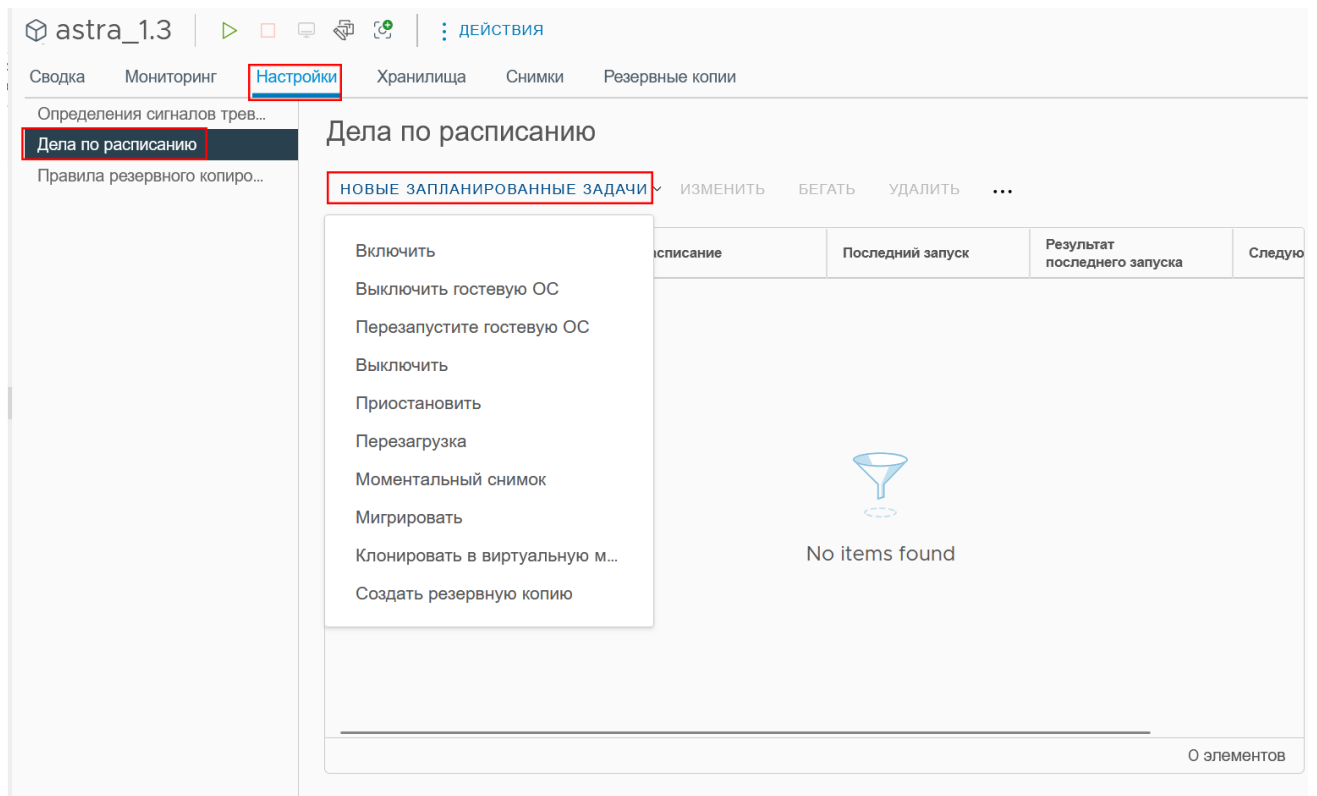 astra_1.3
ДЕЙСТВИЯ
Сводка Мониторинг Настройки Хранилища Снимки Резервные копии
Определения сигналов трев...
Дела по расписанию
Правила резервного копиро...
Дела по расписанию
НОВЫЕ ЗАПЛАНИРОВАННЫЕ ЗАДАЧИ ИЗМЕНИТЬ БЕГАТЬ УДАЛИТЬ ...
Включить
Выключить гостевую ОС
Перезапустите гостевую ОС
Выключить
Приостановить
Перезагрузка
Моментальный снимок
Мигрировать
Клонировать в виртуальную м...
Создать резервную копию
асписание Последний запуск
Результат
последнего запуска
Следую
No items found
0 элементов